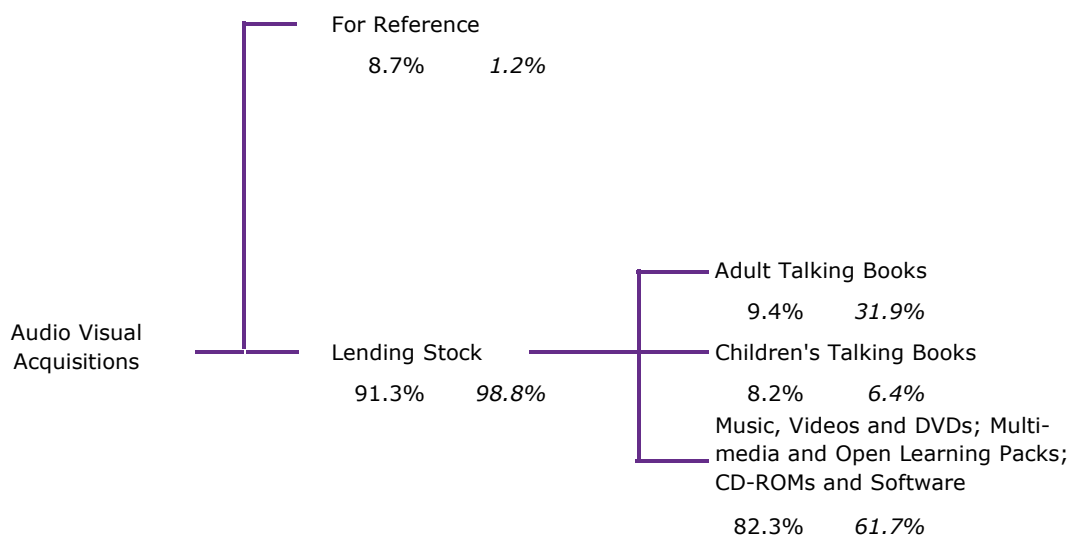 For Reference
8.7% 1.2%
Adult Talking Books
9.4% 31.9%
Audio Visual
Acquisitions
Lending Stock
91.3% 98.8%
Children's Talking Books
8.2% 6.4%
Music, Videos and DVDs; Multi-
media and Open Learning Packs;
CD-ROMs and Software
82.3% 61.7%